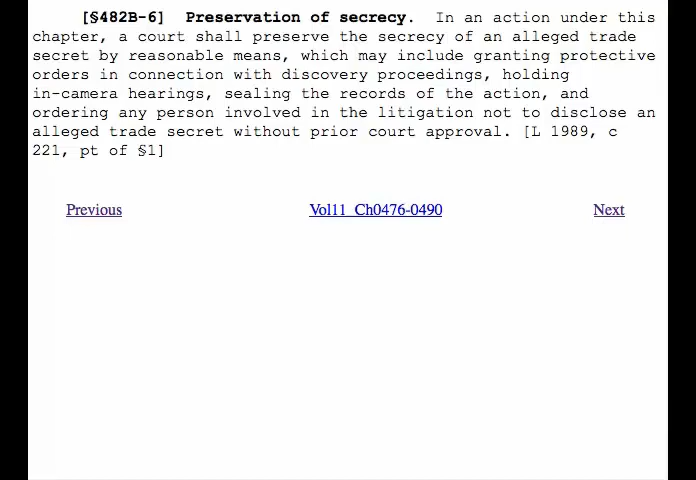 [§482B-6] Preservation of secrecy. In an action under this
chapter, a court shall preserve the secrecy of an alleged trade
secret by reasonable means, which may include granting protective
orders in connection with discovery proceedings, holding
in-camera hearings, sealing the records of the action, and
ordering any person involved in the litigation not to disclose an
alleged trade secret without prior court approval. [L 1989, c
221, pt of §1]
Previous Vol11_Ch0476-0490 Next